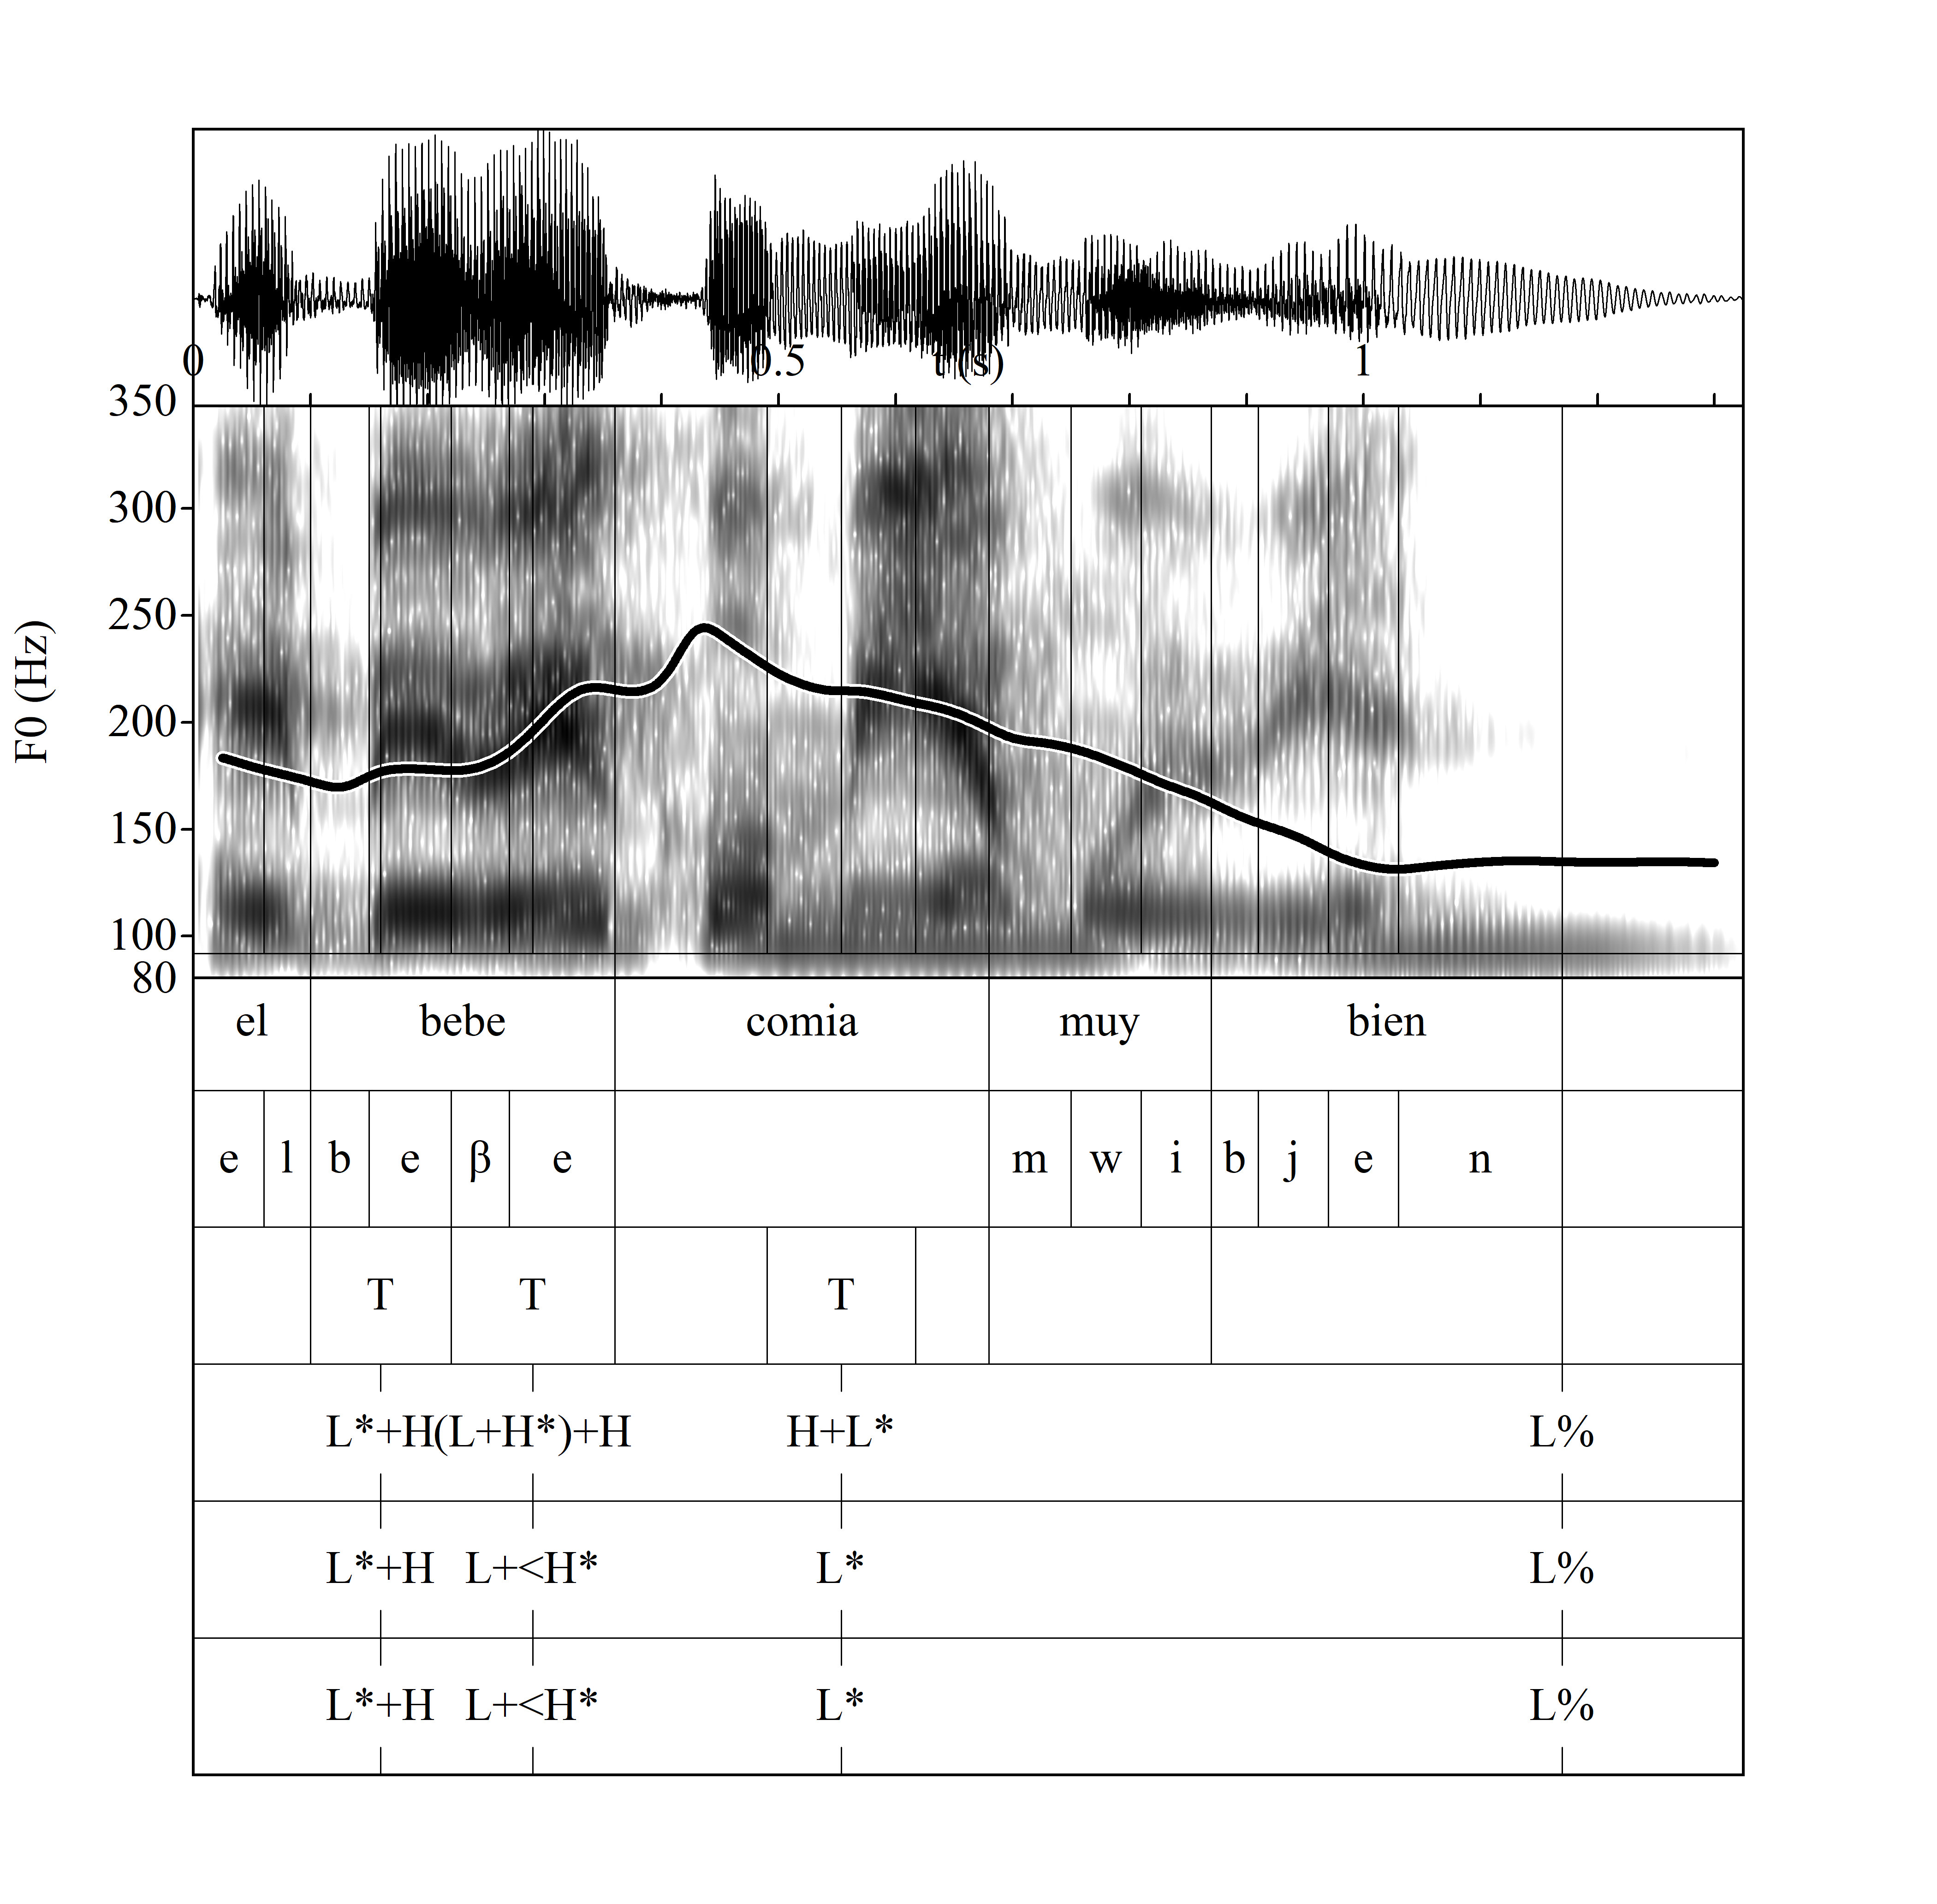 0 0.5 t (s) 1
350
300
250
200
150
100
80
F0 (Hz)
el bebe comia muy bien
e l b e β e m w i b j e n
T T T
L*+H (L+H*)+H H+L* L%
L*+H L+<H* L* L%
L*+H L+<H* L* L%